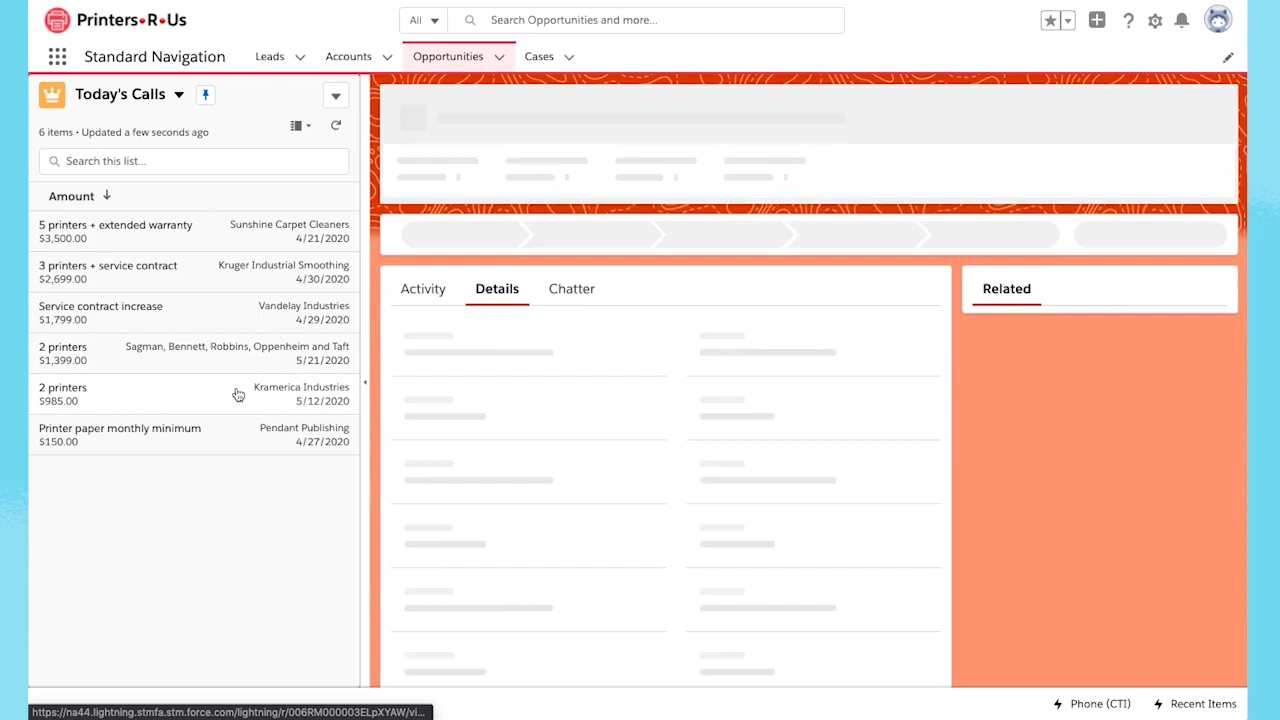 Printers•R•Us
All
Search Opportunities and more...
Standard Navigation
Leads
Accounts
Opportunities
Cases
Today's Calls
6 items • Updated a few seconds ago
Search this list...
Amount
5 printers + extended warranty Sunshine Carpet Cleaners
$3,500.00 4/21/2020
3 printers + service contract Kruger Industrial Smoothing
$2,699.00 4/30/2020
Service contract increase Vandelay Industries
$1,799.00 4/29/2020
2 printers Sagman, Bennett, Robbins, Oppenheim and Taft
$1,399.00 5/21/2020
2 printers Kramerica Industries
$985.00 5/12/2020
Printer paper monthly minimum Pendant Publishing
$150.00 4/27/2020
Activity
Details
Chatter
Related
https://na44.lightning.stmfa.stm.force.com/lightning/r/006RM000003ELpXYAW/vi...
Phone (CTI)
Recent Items